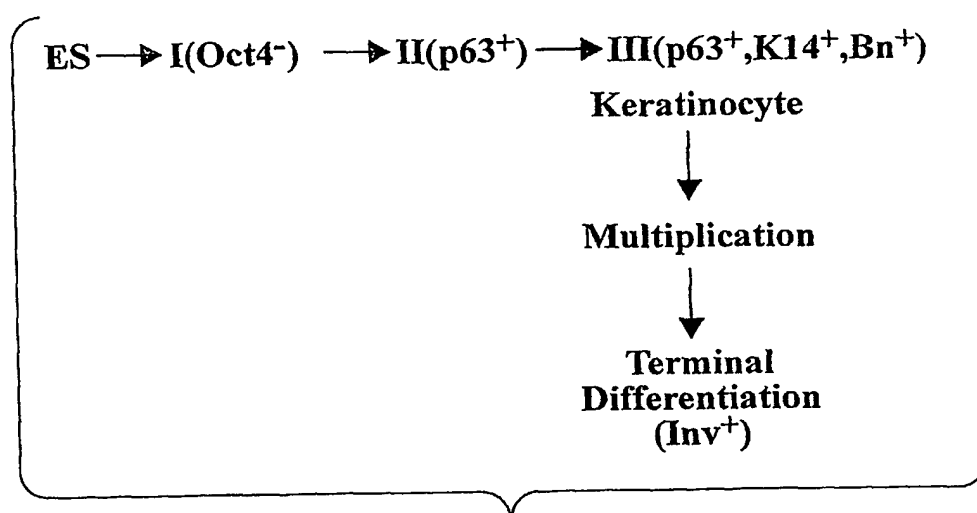 ES → I(Oct4⁻) → II(p63⁺) → III(p63⁺,K14⁺,Bn⁺)
Keratinocyte
Multiplication
Terminal
Differentiation
(Inv⁺)